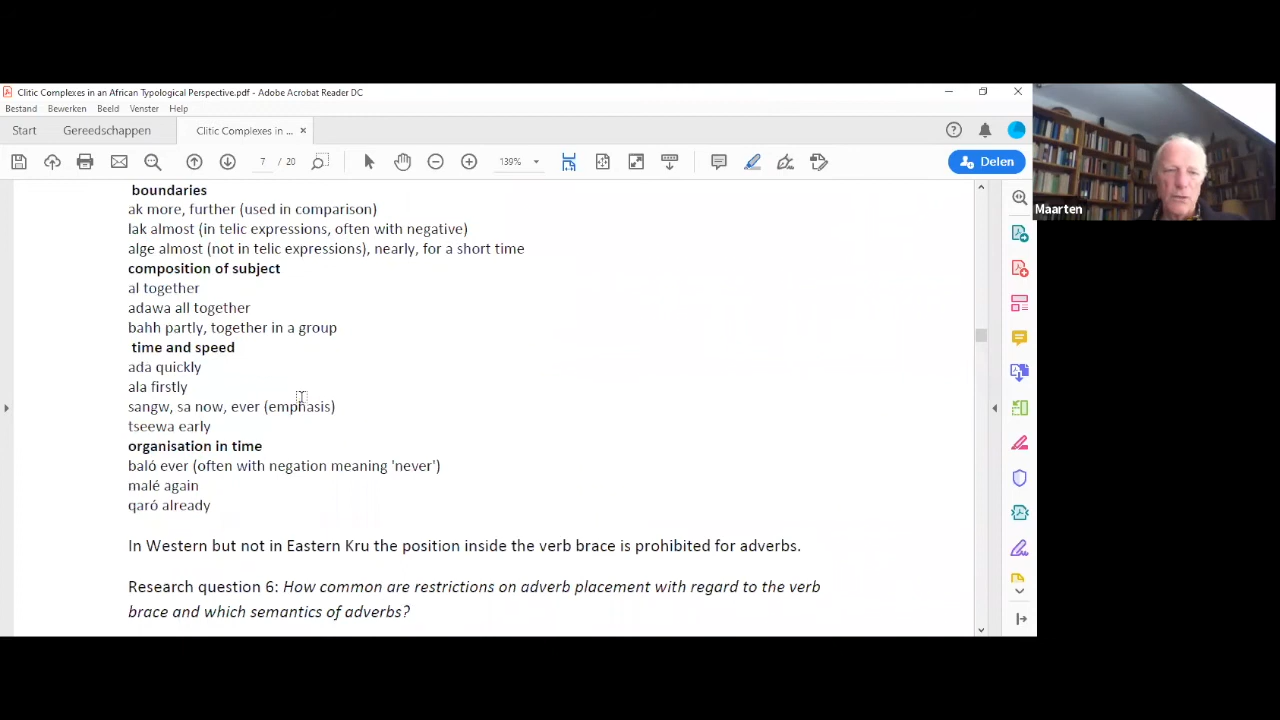 Clitic Complexes in an African Typological Perspective.pdf - Adobe Acrobat Reader DC
Bestand Bewerken Beeld Venster Help
Start Gereedschappen Clitic Complexes in ... ×
7 / 20 139% Delen
boundaries
ak more, further (used in comparison)
lak almost (in telic expressions, often with negative)
alge almost (not in telic expressions), nearly, for a short time
composition of subject
al together
adawa all together
bahh partly, together in a group
time and speed
ada quickly
ala firstly
sangw, sa now, ever (emphasis)
tseewa early
organisation in time
baló ever (often with negation meaning 'never')
malé again
qaró already
In Western but not in Eastern Kru the position inside the verb brace is prohibited for adverbs.
Research question 6: How common are restrictions on adverb placement with regard to the verb
brace and which semantics of adverbs?
Maarten